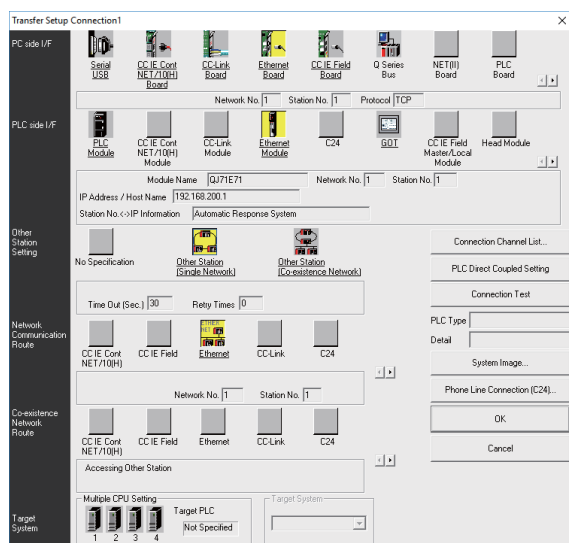 Transfer Setup Connection1
PC side I/F
Serial
USB
CC IE Cont
NET/10(H)
Board
CC-Link
Board
Ethernet
Board
CC IE Field
Board
Q Series
Bus
NET(II)
Board
PLC
Board
Network No. 1 Station No. 1 Protocol TCP
PLC side I/F
PLC
Module
CC IE Cont
NET/10(H)
Module
CC-Link
Module
Ethernet
Module
C24
GOT
CC IE Field
Master/Local
Module
Head Module
Module Name QJ71E71 Network No. 1 Station No. 1
IP Address / Host Name 192.168.200.1
Station No.<->IP Information Automatic Response System
Other
Station
Setting
No Specification
Other Station
(Single Network)
Other Station
(Co-existence Network)
Time Out (Sec.) 30 Retry Times 0
Network
Communication
Route
CC IE Cont
NET/10(H)
CC IE Field
Ethernet
CC-Link
C24
Network No. 1 Station No. 1
Co-existence
Network
Route
CC IE Cont
NET/10(H)
CC IE Field
Ethernet
CC-Link
C24
Accessing Other Station
Target
System
Multiple CPU Setting
1 2 3 4
Target PLC
Not Specified
Target System
Connection Channel List...
PLC Direct Coupled Setting
Connection Test
PLC Type
Detail
System Image...
Phone Line Connection (C24)...
OK
Cancel